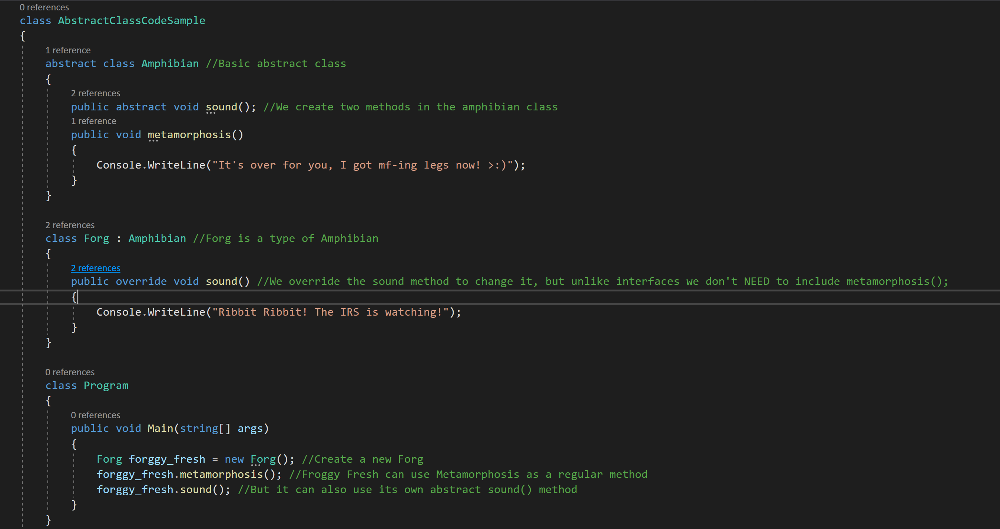 0 references
class AbstractClassCodeSample
{
1 reference
abstract class Amphibian //Basic abstract class
{
2 references
public abstract void sound(); //We create two methods in the amphibian class
1 reference
public void metamorphosis()
{
Console.WriteLine("It's over for you, I got mf-ing legs now! >:)");
}
}
2 references
class Forg : Amphibian //Forg is a type of Amphibian
{
2 references
public override void sound() //We override the sound method to change it, but unlike interfaces we don't NEED to include metamorphosis();
{
Console.WriteLine("Ribbit Ribbit! The IRS is watching!");
}
}
0 references
class Program
{
0 references
public void Main(string[] args)
{
Forg forggy_fresh = new Forg(); //Create a new Forg
forggy_fresh.metamorphosis(); //Froggy Fresh can use Metamorphosis as a regular method
forggy_fresh.sound(); //But it can also use its own abstract sound() method
}
}